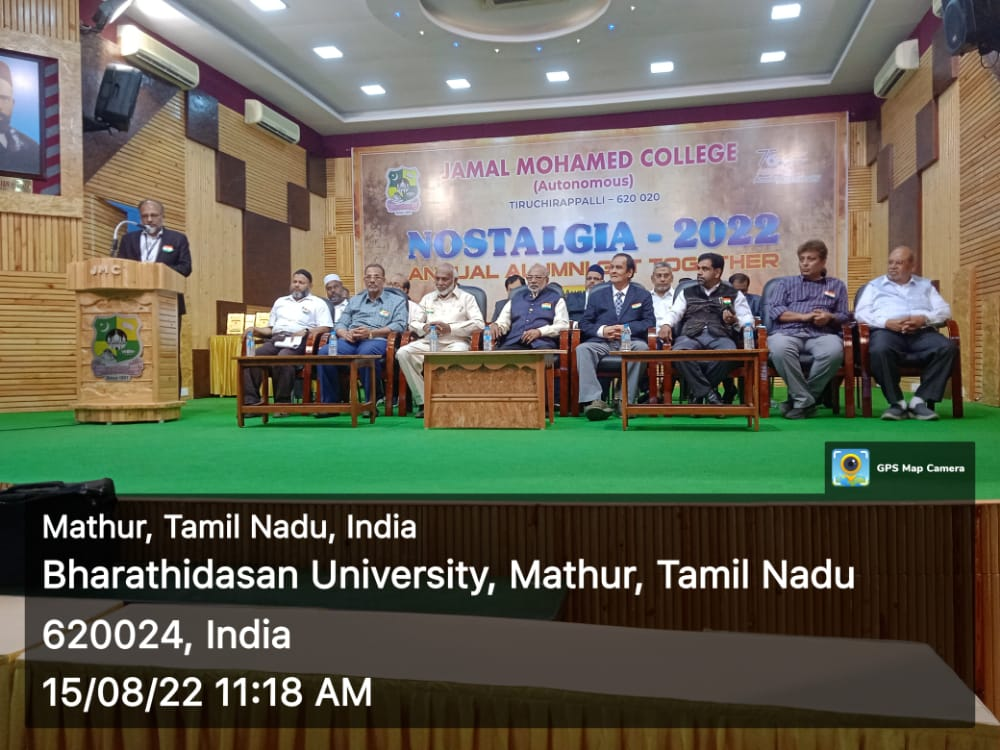 JAMAL MOHAMED COLLEGE
(Autonomous)
TIRUCHIRAPPALLI – 620 020
NOSTALGIA - 2022
ANNUAL ALUMNI GET TOGETHER
JMC
GPS Map Camera
Mathur, Tamil Nadu, India
Bharathidasan University, Mathur, Tamil Nadu
620024, India
15/08/22 11:18 AM